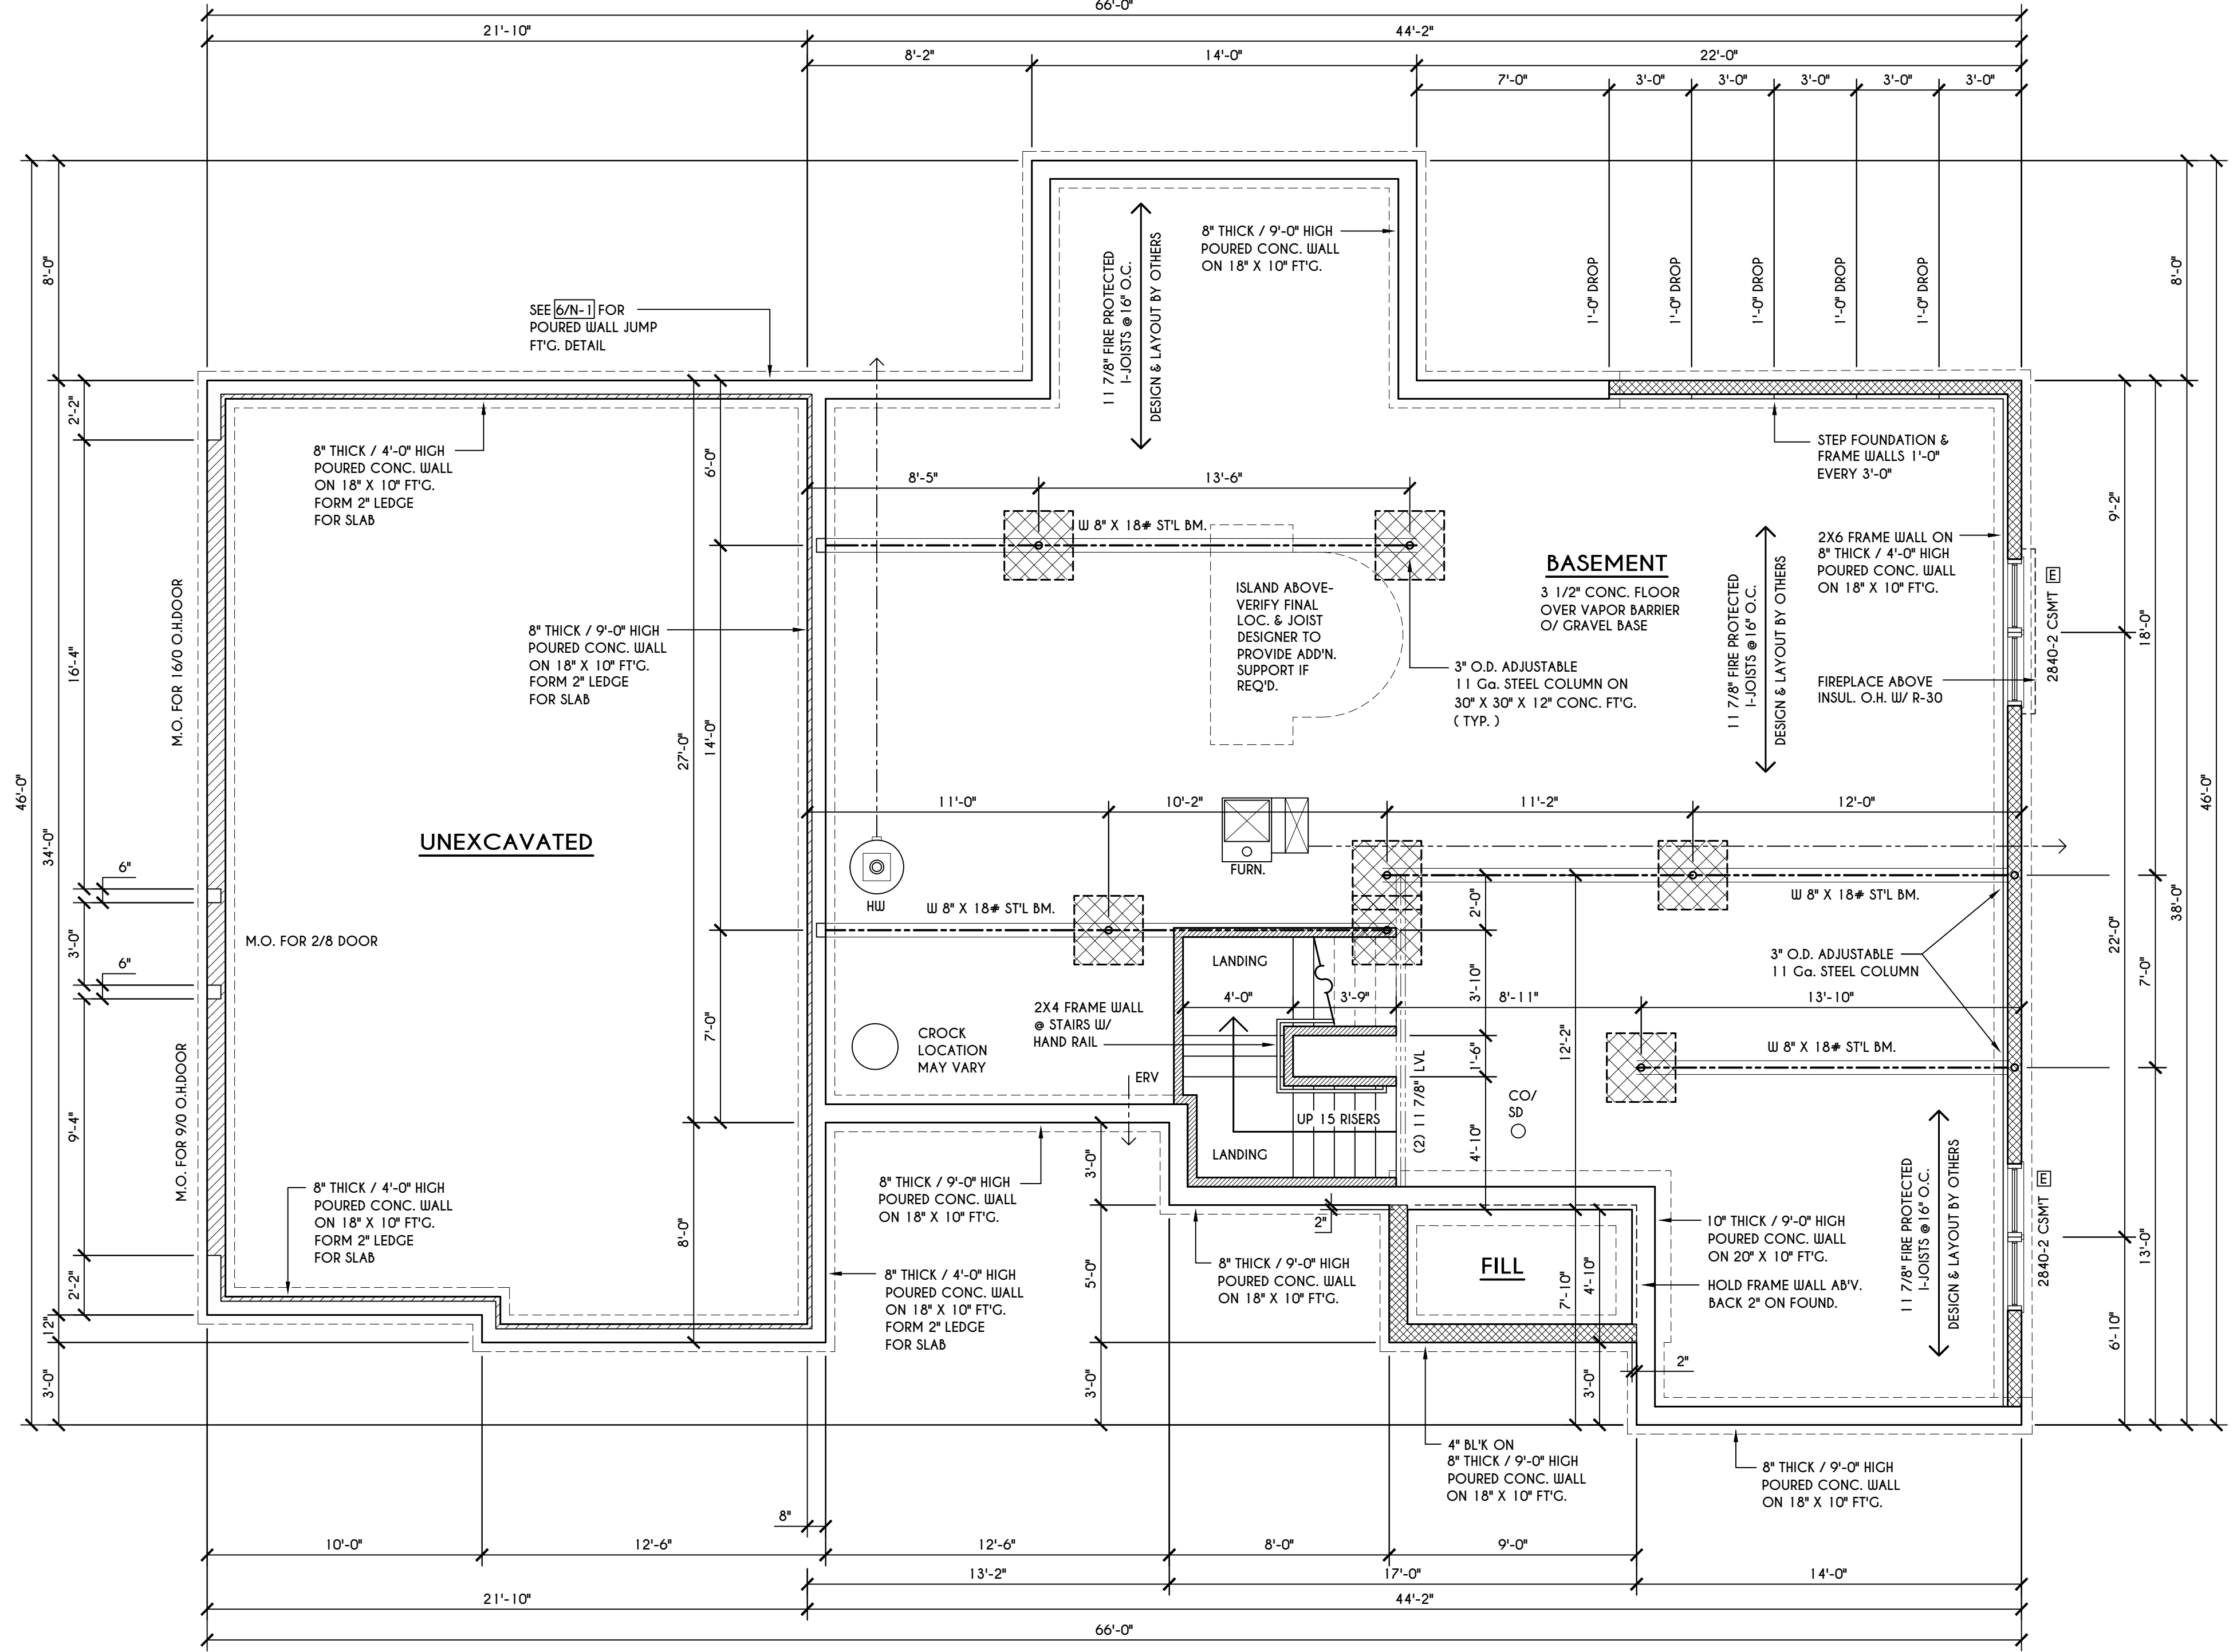 66'-0"
21'-10"
44'-2"
8'-2"
14'-0"
22'-0"
7'-0"
3'-0"
3'-0"
3'-0"
3'-0"
3'-0"
1'-0" DROP
1'-0" DROP
1'-0" DROP
1'-0" DROP
1'-0" DROP
8'-0"
8'-0"
46'-0"
34'-0"
2'-2"
16'-4"
6"
3'-0"
6"
9'-4"
2'-2"
12"
3'-0"
M.O. FOR 16/0 O.H.DOOR
M.O. FOR 9/0 O.H.DOOR
M.O. FOR 2/8 DOOR
SEE 6/N-1 FOR
POURED WALL JUMP
FT'G. DETAIL
8" THICK / 4'-0" HIGH
POURED CONC. WALL
ON 18" X 10" FT'G.
FORM 2" LEDGE
FOR SLAB
8" THICK / 9'-0" HIGH
POURED CONC. WALL
ON 18" X 10" FT'G.
FORM 2" LEDGE
FOR SLAB
UNEXCAVATED
8" THICK / 4'-0" HIGH
POURED CONC. WALL
ON 18" X 10" FT'G.
FORM 2" LEDGE
FOR SLAB
27'-0"
8'-0"
6'-0"
14'-0"
7'-0"
11 7/8" FIRE PROTECTED
I-JOISTS @ 16" O.C.
DESIGN & LAYOUT BY OTHERS
8" THICK / 9'-0" HIGH
POURED CONC. WALL
ON 18" X 10" FT'G.
8'-5"
13'-6"
W 8" X 18# ST'L BM.
ISLAND ABOVE-
VERIFY FINAL
LOC. & JOIST
DESIGNER TO
PROVIDE ADD'N.
SUPPORT IF
REQ'D.
BASEMENT
3 1/2" CONC. FLOOR
OVER VAPOR BARRIER
O/ GRAVEL BASE
3" O.D. ADJUSTABLE
11 Ga. STEEL COLUMN ON
30" X 30" X 12" CONC. FT'G.
( TYP. )
11 7/8" FIRE PROTECTED
I-JOISTS @ 16" O.C.
DESIGN & LAYOUT BY OTHERS
STEP FOUNDATION &
FRAME WALLS 1'-0"
EVERY 3'-0"
2X6 FRAME WALL ON
8" THICK / 4'-0" HIGH
POURED CONC. WALL
ON 18" X 10" FT'G.
FIREPLACE ABOVE
INSUL. O.H. W/ R-30
E
2840-2 CSM'T
9'-2"
18'-0"
22'-0"
7'-0"
38'-0"
46'-0"
13'-0"
6'-10"
11'-0"
10'-2"
11'-2"
12'-0"
HW
FURN.
W 8" X 18# ST'L BM.
W 8" X 18# ST'L BM.
3" O.D. ADJUSTABLE
11 Ga. STEEL COLUMN
CROCK
LOCATION
MAY VARY
2X4 FRAME WALL
@ STAIRS W/
HAND RAIL
ERV
LANDING
4'-0"
3'-9"
UP 15 RISERS
LANDING
(2) 11 7/8" LVL
2'-0"
3'-10"
1'-6"
4'-10"
12'-2"
8'-11"
13'-10"
W 8" X 18# ST'L BM.
CO/
SD
11 7/8" FIRE PROTECTED
I-JOISTS @ 16" O.C.
DESIGN & LAYOUT BY OTHERS
E
2840-2 CSMT
8" THICK / 9'-0" HIGH
POURED CONC. WALL
ON 18" X 10" FT'G.
3'-0"
5'-0"
3'-0"
8" THICK / 4'-0" HIGH
POURED CONC. WALL
ON 18" X 10" FT'G.
FORM 2" LEDGE
FOR SLAB
2"
8" THICK / 9'-0" HIGH
POURED CONC. WALL
ON 18" X 10" FT'G.
FILL
7'-10"
4'-10"
3'-0"
2"
10" THICK / 9'-0" HIGH
POURED CONC. WALL
ON 20" X 10" FT'G.
HOLD FRAME WALL AB'V.
BACK 2" ON FOUND.
4" BL'K ON
8" THICK / 9'-0" HIGH
POURED CONC. WALL
ON 18" X 10" FT'G.
8" THICK / 9'-0" HIGH
POURED CONC. WALL
ON 18" X 10" FT'G.
8"
10'-0"
12'-6"
12'-6"
8'-0"
9'-0"
13'-2"
17'-0"
14'-0"
21'-10"
44'-2"
66'-0"